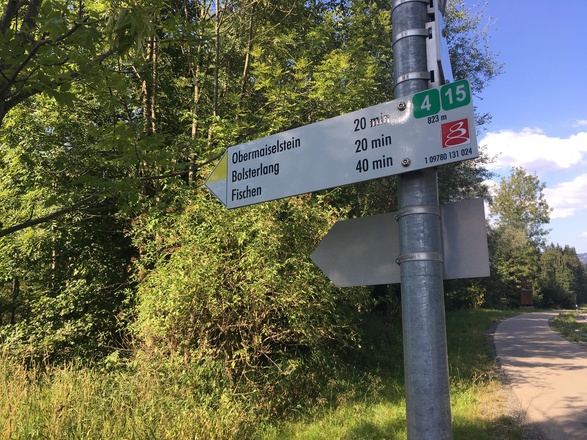 4 15
Obermaiselstein 20 min
823 m
Bolsterlang 20 min
Fischen 40 min
1 09780 131 024